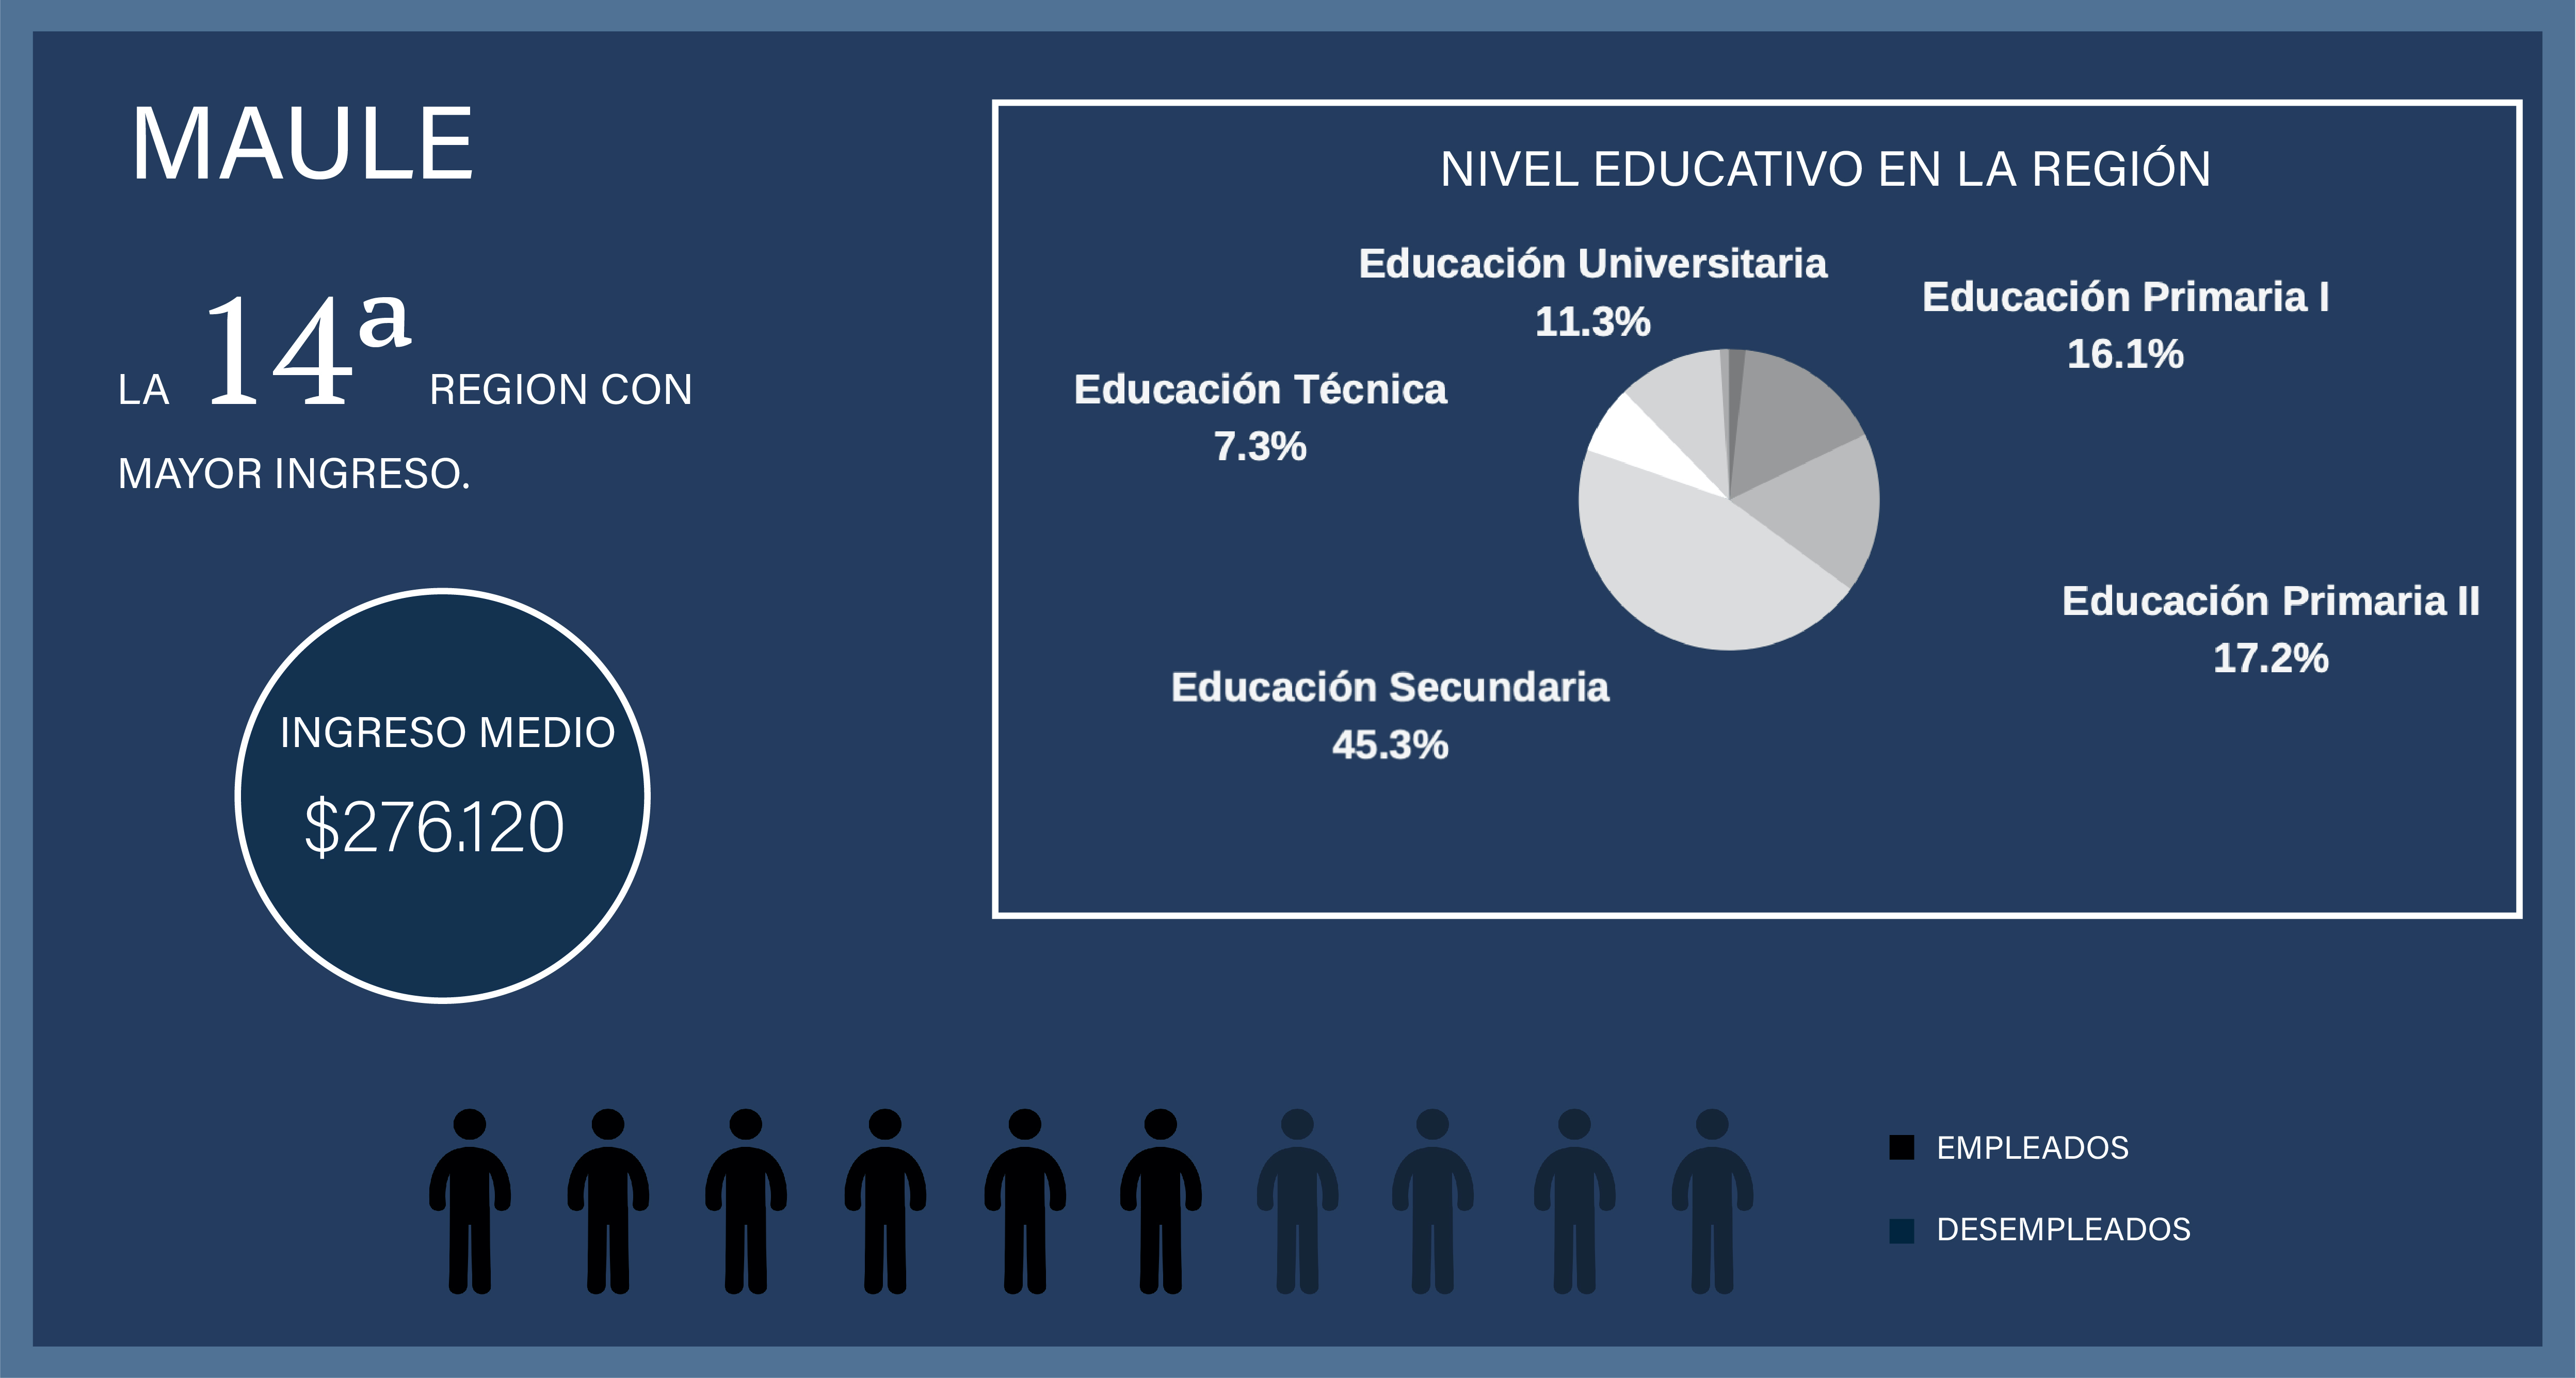 MAULE
LA 14ª REGION CON
MAYOR INGRESO.
INGRESO MEDIO
$276.120
NIVEL EDUCATIVO EN LA REGIÓN
Educación Universitaria
11.3%
Educación Primaria I
16.1%
Educación Técnica
7.3%
Educación Primaria II
17.2%
Educación Secundaria
45.3%
EMPLEADOS
DESEMPLEADOS